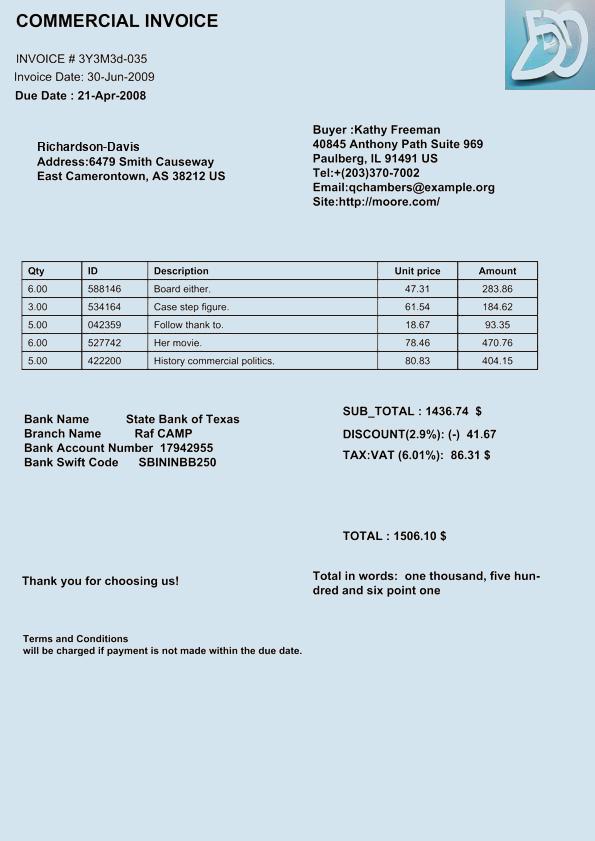 COMMERCIAL INVOICE
INVOICE # 3Y3M3d-035
Invoice Date: 30-Jun-2009
Due Date : 21-Apr-2008
Richardson-Davis
Address:6479 Smith Causeway
East Camerontown, AS 38212 US
Buyer :Kathy Freeman
40845 Anthony Path Suite 969
Paulberg, IL 91491 US
Tel:+(203)370-7002
Email:qchambers@example.org
Site:http://moore.com/
Qty ID Description Unit price Amount
6.00 588146 Board either. 47.31 283.86
3.00 534164 Case step figure. 61.54 184.62
5.00 042359 Follow thank to. 18.67 93.35
6.00 527742 Her movie. 78.46 470.76
5.00 422200 History commercial politics. 80.83 404.15
Bank Name State Bank of Texas
Branch Name Raf CAMP
Bank Account Number 17942955
Bank Swift Code SBININBB250
SUB_TOTAL : 1436.74 $
DISCOUNT(2.9%): (-) 41.67
TAX:VAT (6.01%): 86.31 $
TOTAL : 1506.10 $
Thank you for choosing us!
Total in words: one thousand, five hun-
dred and six point one
Terms and Conditions
will be charged if payment is not made within the due date.